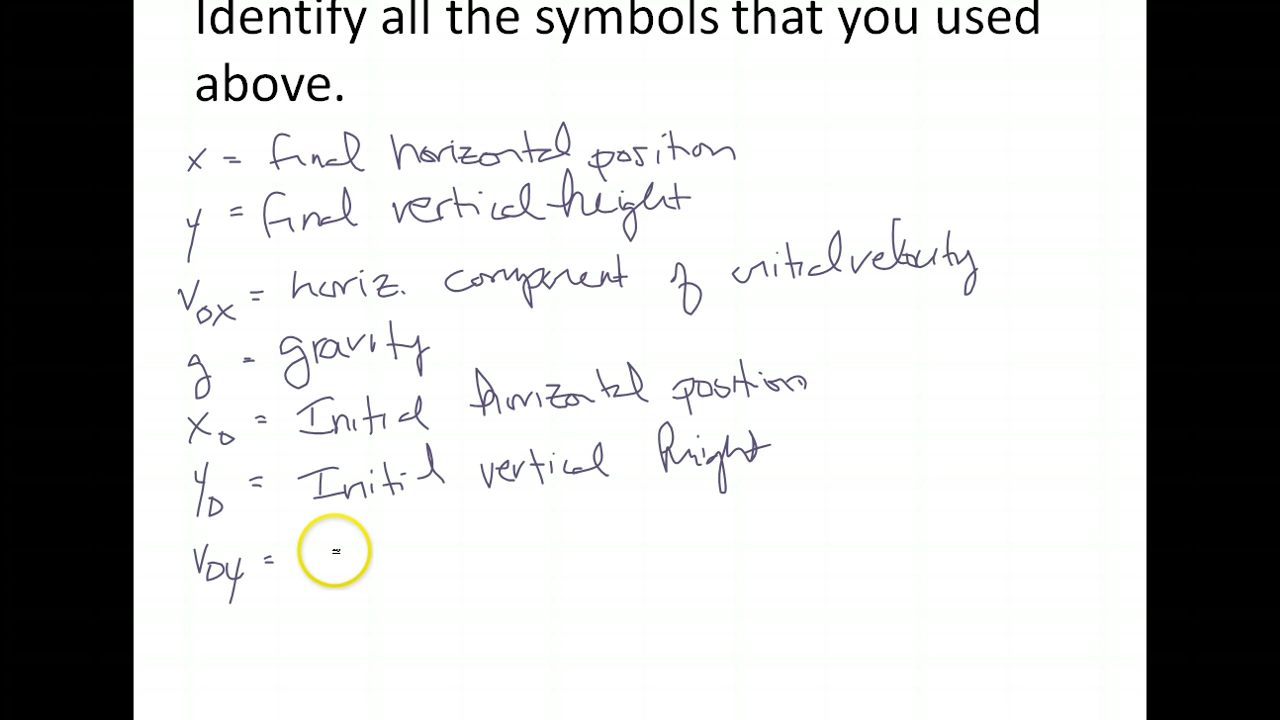 Identify all the symbols that you used
above.
x = final horizontal position
y = final vertical height
v₀ₓ = horiz. component of initial velocity
g = gravity
x₀ = Initial horizontal position
y₀ = Initial vertical height
v₀y =